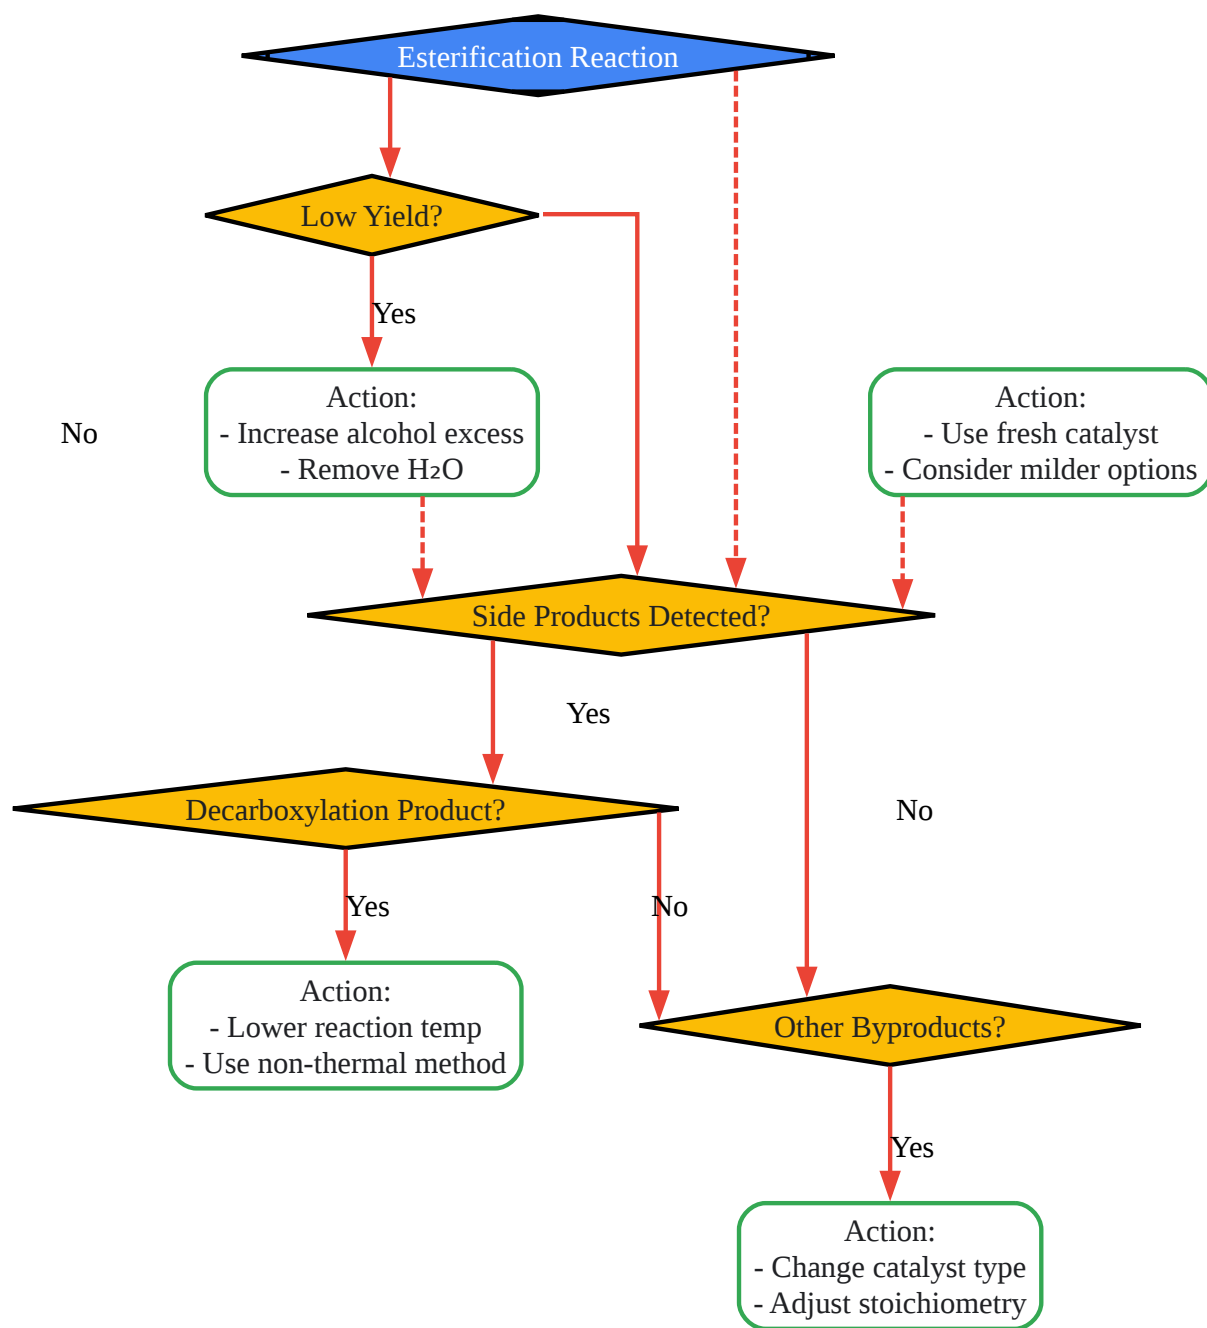 Esterification Reaction
Low Yield?
Yes
Action:
- Increase alcohol excess
- Remove H₂O
Action:
- Use fresh catalyst
- Consider milder options
No
Side Products Detected?
Yes
Decarboxylation Product?
No
Yes
No
Action:
- Lower reaction temp
- Use non-thermal method
Other Byproducts?
Yes
Action:
- Change catalyst type
- Adjust stoichiometry